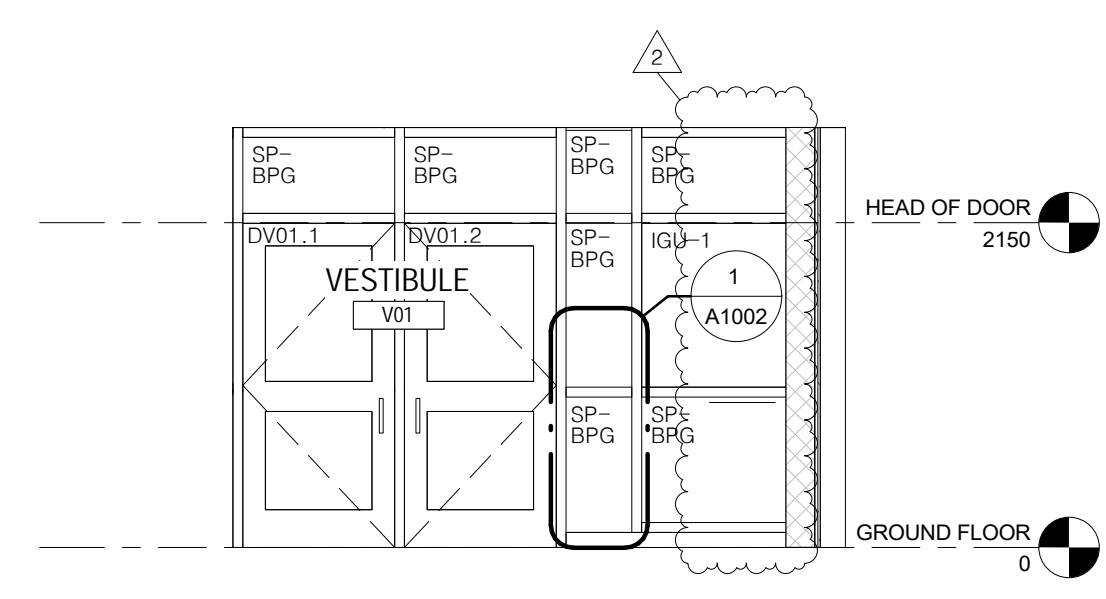 2
SP-
BPG
SP-
BPG
SP-
BPG
SP-
BPG
HEAD OF DOOR
2150
DV01.1
DV01.2
SP-
BPG
IGU-1
VESTIBULE
V01
1
A1002
SP-
BPG
SP-
BPG
GROUND FLOOR
0